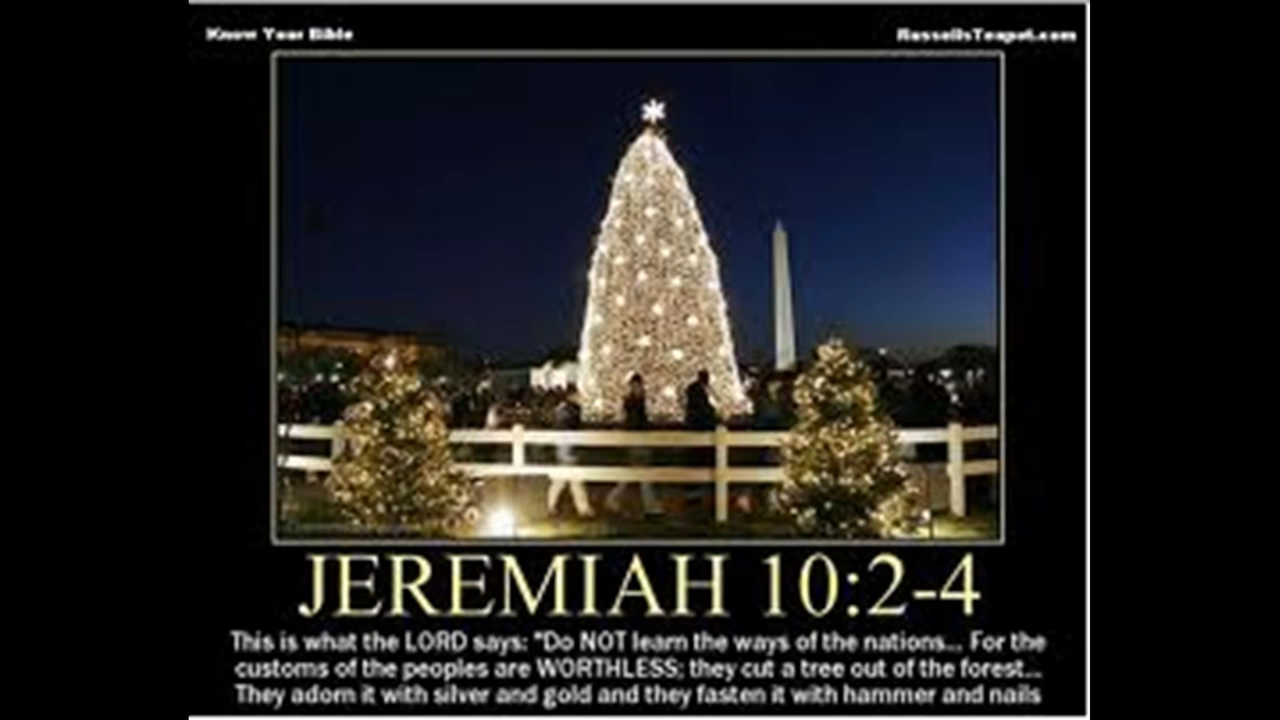 Know Your Bible
RussellsTeapot.com
JEREMIAH 10:2-4
This is what the LORD says: "Do NOT learn the ways of the nations... For the
customs of the peoples are WORTHLESS; they cut a tree out of the forest...
They adorn it with silver and gold and they fasten it with hammer and nails